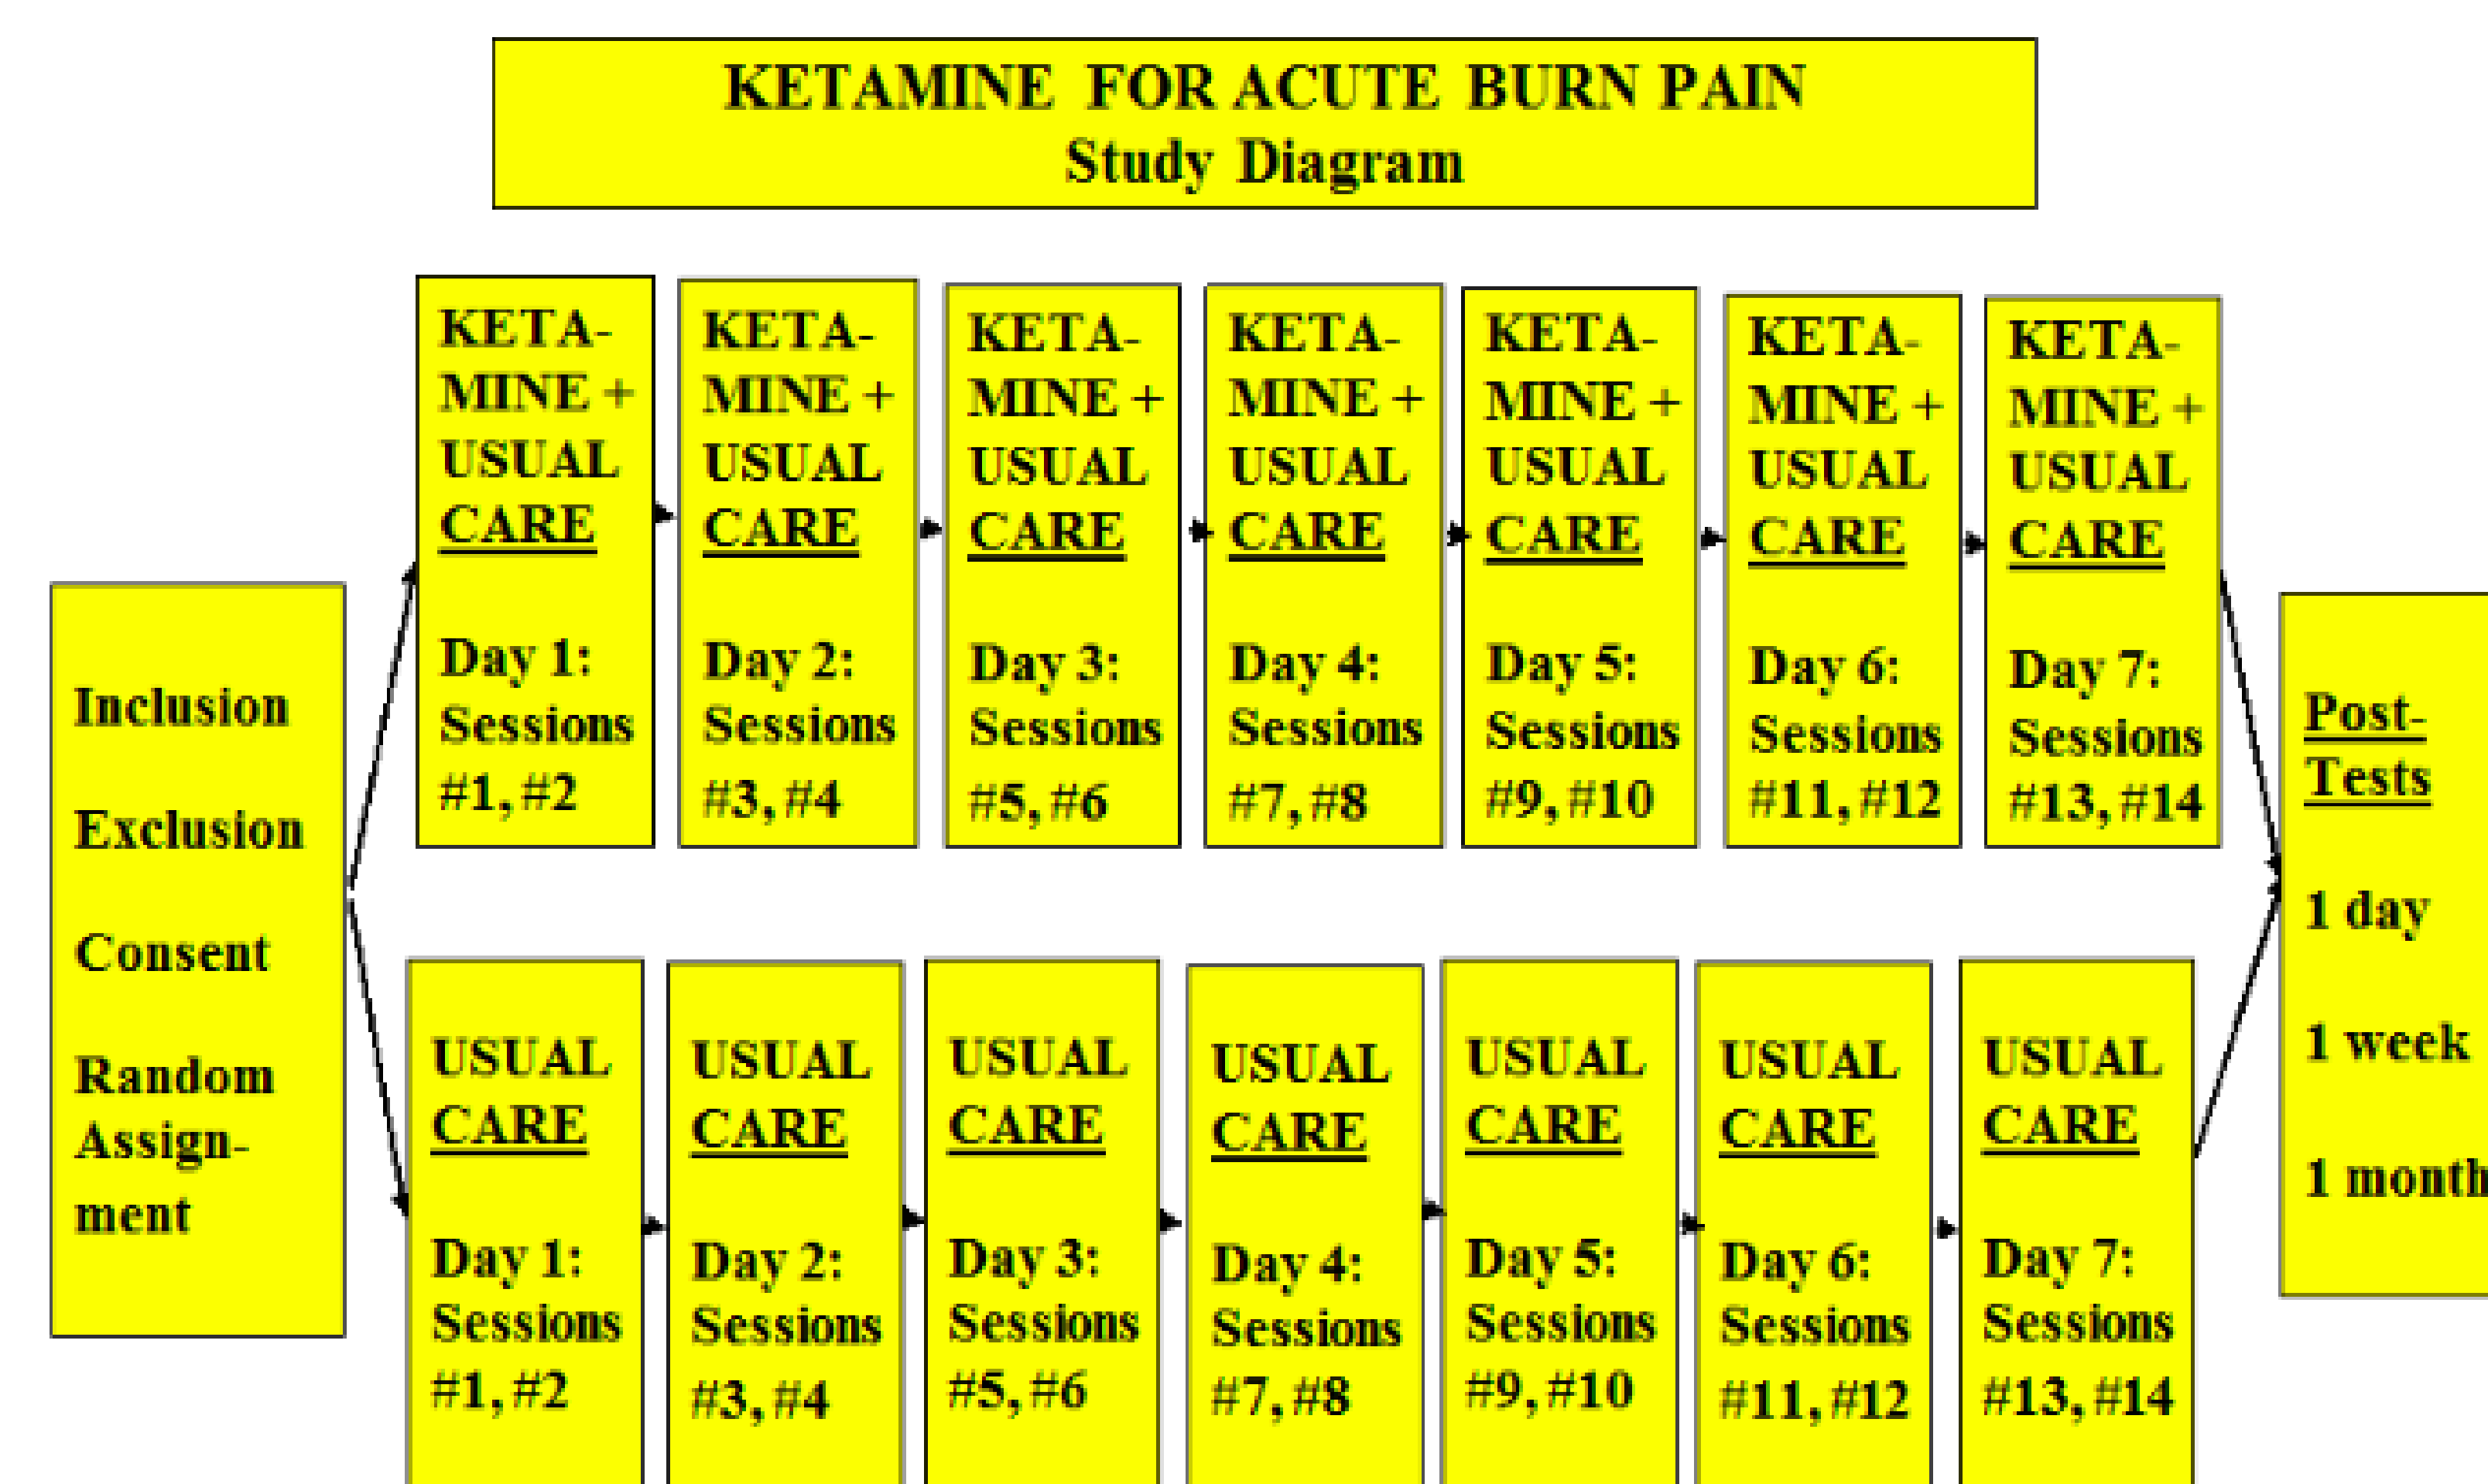 KETAMINE FOR ACUTE BURN PAIN
Study Diagram
Inclusion
Exclusion
Consent
Random
Assign-
ment
KETA-
MINE +
USUAL
CARE
Day 1:
Sessions
#1, #2
KETA-
MINE +
USUAL
CARE
Day 2:
Sessions
#3, #4
KETA-
MINE +
USUAL
CARE
Day 3:
Sessions
#5, #6
KETA-
MINE +
USUAL
CARE
Day 4:
Sessions
#7, #8
KETA-
MINE +
USUAL
CARE
Day 5:
Sessions
#9, #10
KETA-
MINE +
USUAL
CARE
Day 6:
Sessions
#11, #12
KETA-
MINE +
USUAL
CARE
Day 7:
Sessions
#13, #14
USUAL
CARE
Day 1:
Sessions
#1, #2
USUAL
CARE
Day 2:
Sessions
#3, #4
USUAL
CARE
Day 3:
Sessions
#5, #6
USUAL
CARE
Day 4:
Sessions
#7, #8
USUAL
CARE
Day 5:
Sessions
#9, #10
USUAL
CARE
Day 6:
Sessions
#11, #12
USUAL
CARE
Day 7:
Sessions
#13, #14
Post-
Tests
1 day
1 week
1 month